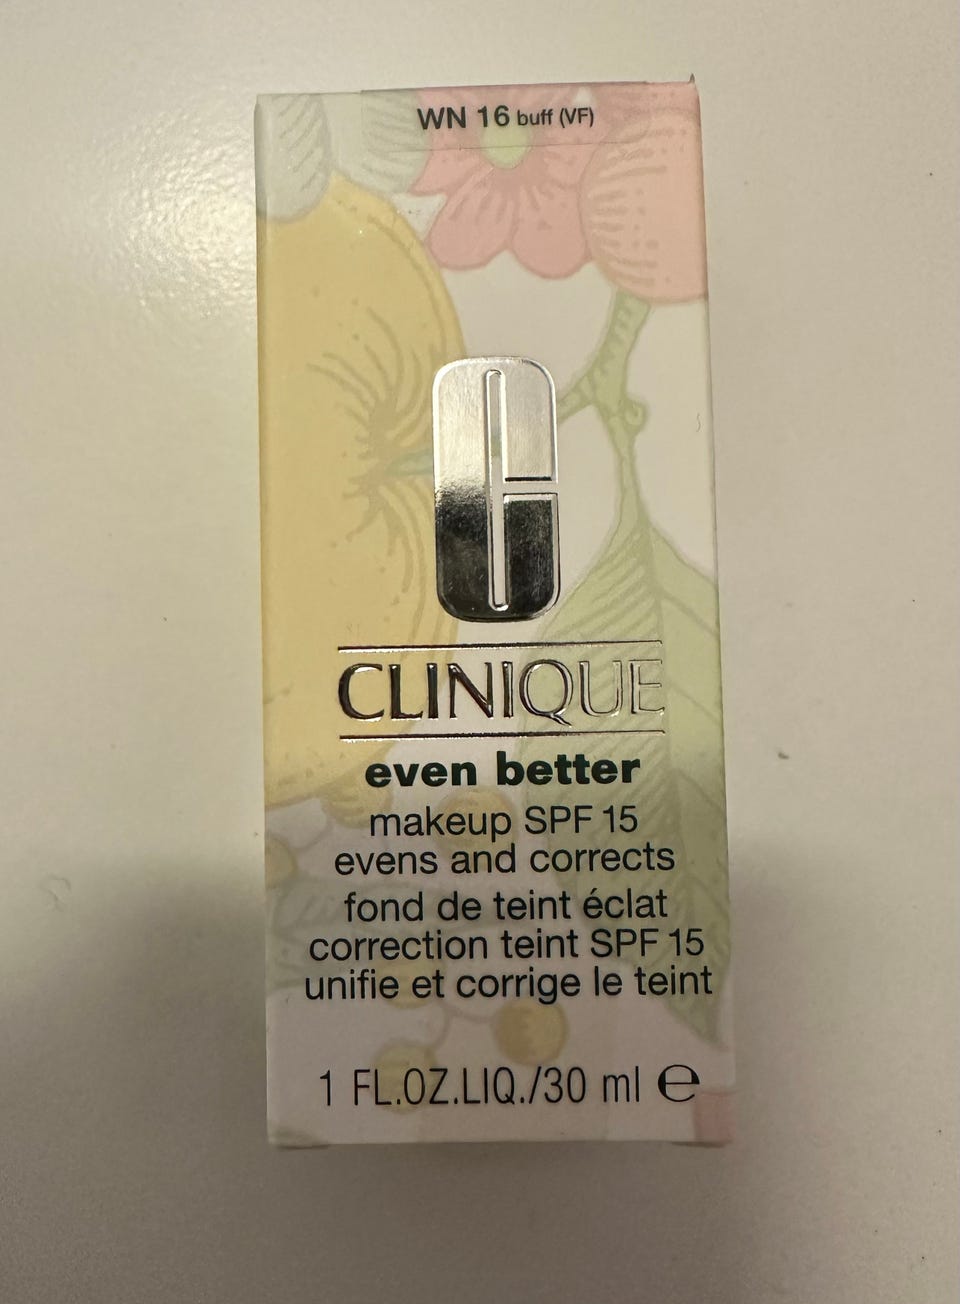 WN 16 buff (VF)
CLINIQUE
even better
makeup SPF 15
evens and corrects
fond de teint éclat
correction teint SPF 15
unifie et corrige le teint
1 FL.OZ.LIQ./30 ml ℮